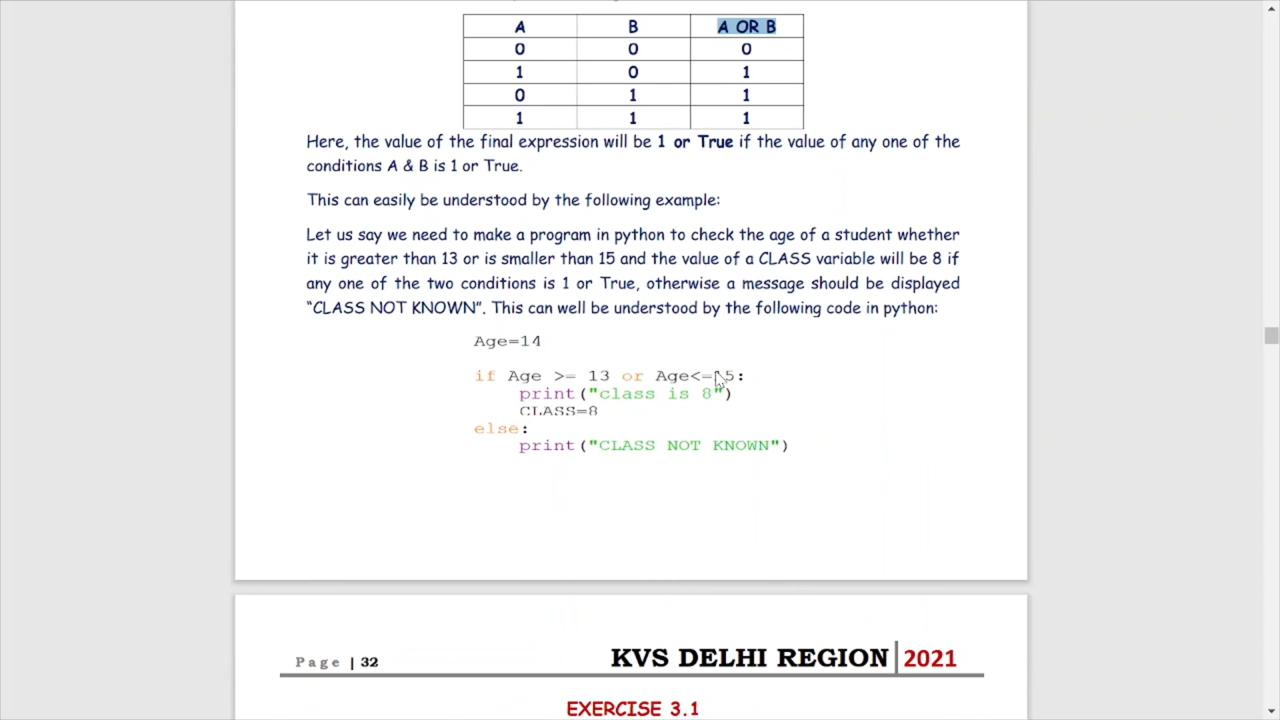 A B A OR B
0 0 0
1 0 1
0 1 1
1 1 1
Here, the value of the final expression will be 1 or True if the value of any one of the
conditions A & B is 1 or True.
This can easily be understood by the following example:
Let us say we need to make a program in python to check the age of a student whether
it is greater than 13 or is smaller than 15 and the value of a CLASS variable will be 8 if
any one of the two conditions is 1 or True, otherwise a message should be displayed
“CLASS NOT KNOWN”. This can well be understood by the following code in python:
Age=14
if Age >= 13 or Age<=15:
print("class is 8")
CLASS=8
else:
print("CLASS NOT KNOWN")
Page | 32 KVS DELHI REGION 2021
EXERCISE 3.1